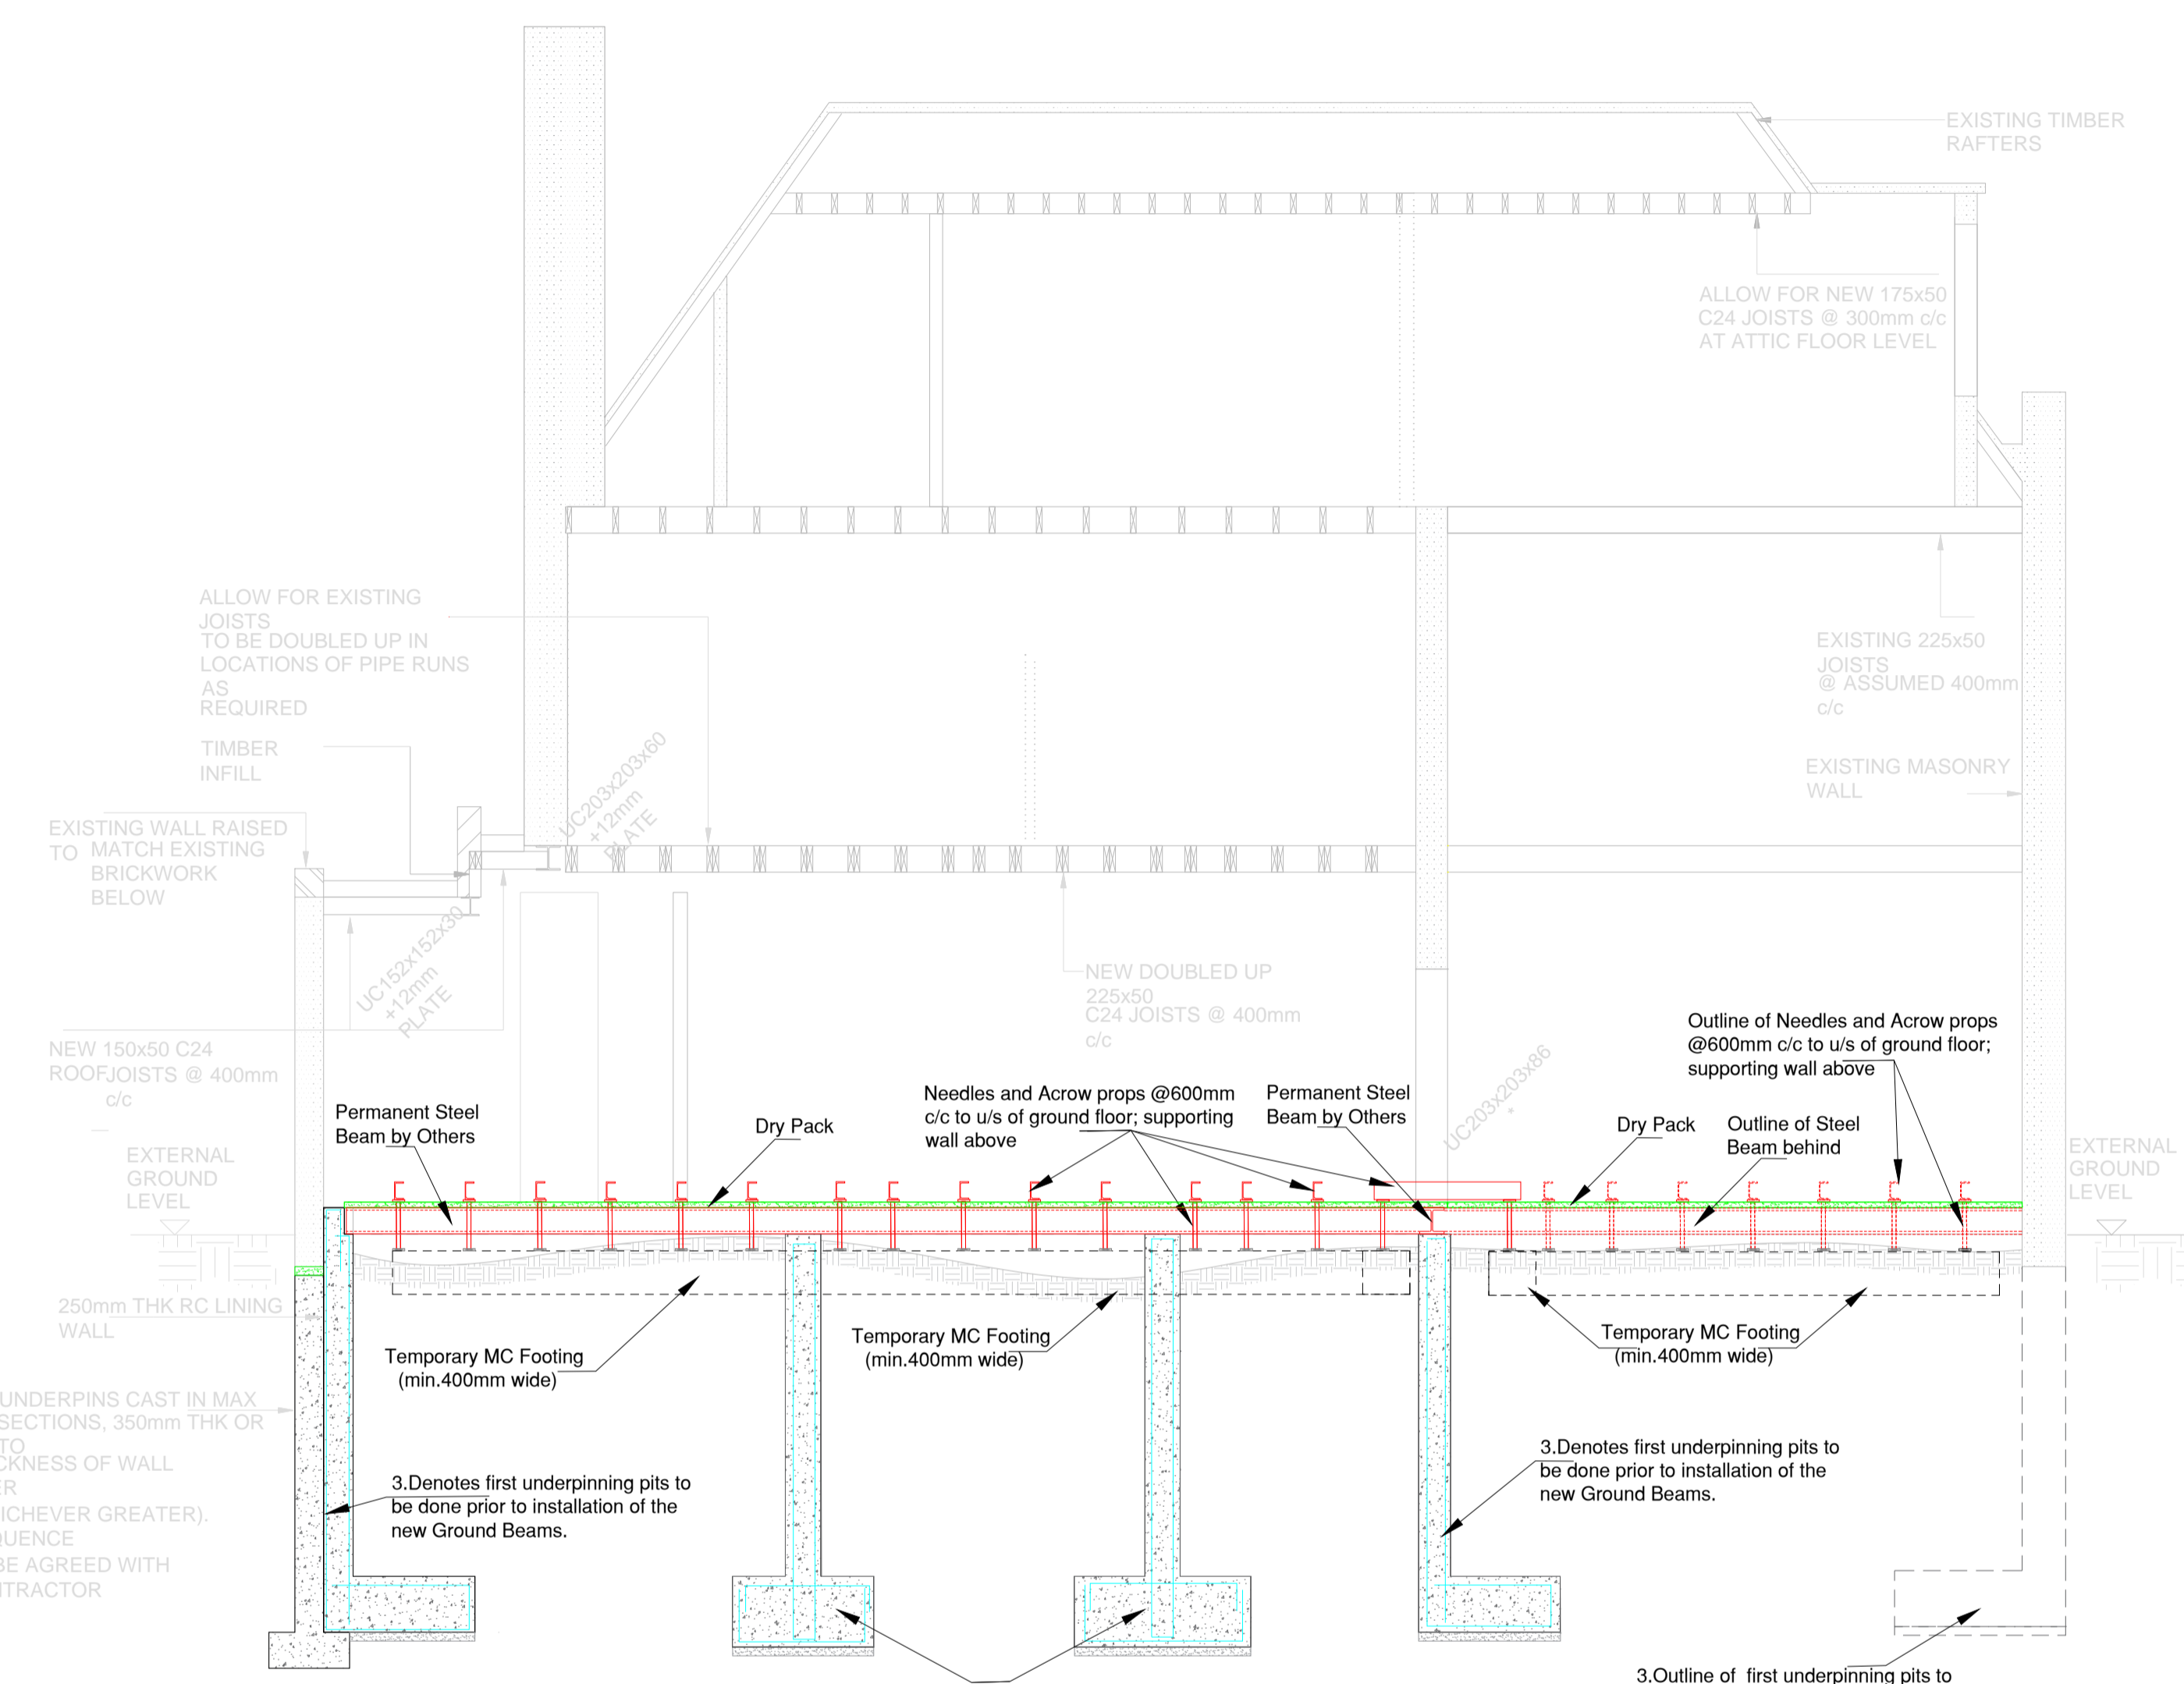 EXISTING TIMBER
RAFTERS
ALLOW FOR NEW 175x50
C24 JOISTS @ 300mm c/c
AT ATTIC FLOOR LEVEL
ALLOW FOR EXISTING
JOISTS
TO BE DOUBLED UP IN
LOCATIONS OF PIPE RUNS
AS
REQUIRED
TIMBER
INFILL
EXISTING 225x50
JOISTS
@ ASSUMED 400mm
c/c
EXISTING MASONRY
WALL
UC203x203x60
+12mm
PLATE
EXISTING WALL RAISED
TO MATCH EXISTING
BRICKWORK
BELOW
UC152x152x30
+12mm
PLATE
NEW DOUBLED UP
225x50
C24 JOISTS @ 400mm
c/c
NEW 150x50 C24
ROOF JOISTS @ 400mm
c/c
UC203x203x86
*
Outline of Needles and Acrow props
@600mm c/c to u/s of ground floor;
supporting wall above
Permanent Steel
Beam by Others
Dry Pack
Needles and Acrow props @600mm
c/c to u/s of ground floor; supporting
wall above
Permanent Steel
Beam by Others
Dry Pack
Outline of Steel
Beam behind
EXTERNAL
GROUND
LEVEL
EXTERNAL
GROUND
LEVEL
250mm THK RC LINING
WALL
Temporary MC Footing
(min.400mm wide)
Temporary MC Footing
(min.400mm wide)
Temporary MC Footing
(min.400mm wide)
UNDERPINS CAST IN MAX
SECTIONS, 350mm THK OR
TO
CKNESS OF WALL
ER
ICHEVER GREATER).
QUENCE
BE AGREED WITH
NTRACTOR
3.Denotes first underpinning pits to
be done prior to installation of the
new Ground Beams.
3.Denotes first underpinning pits to
be done prior to installation of the
new Ground Beams.
3.Outline of first underpinning pits to